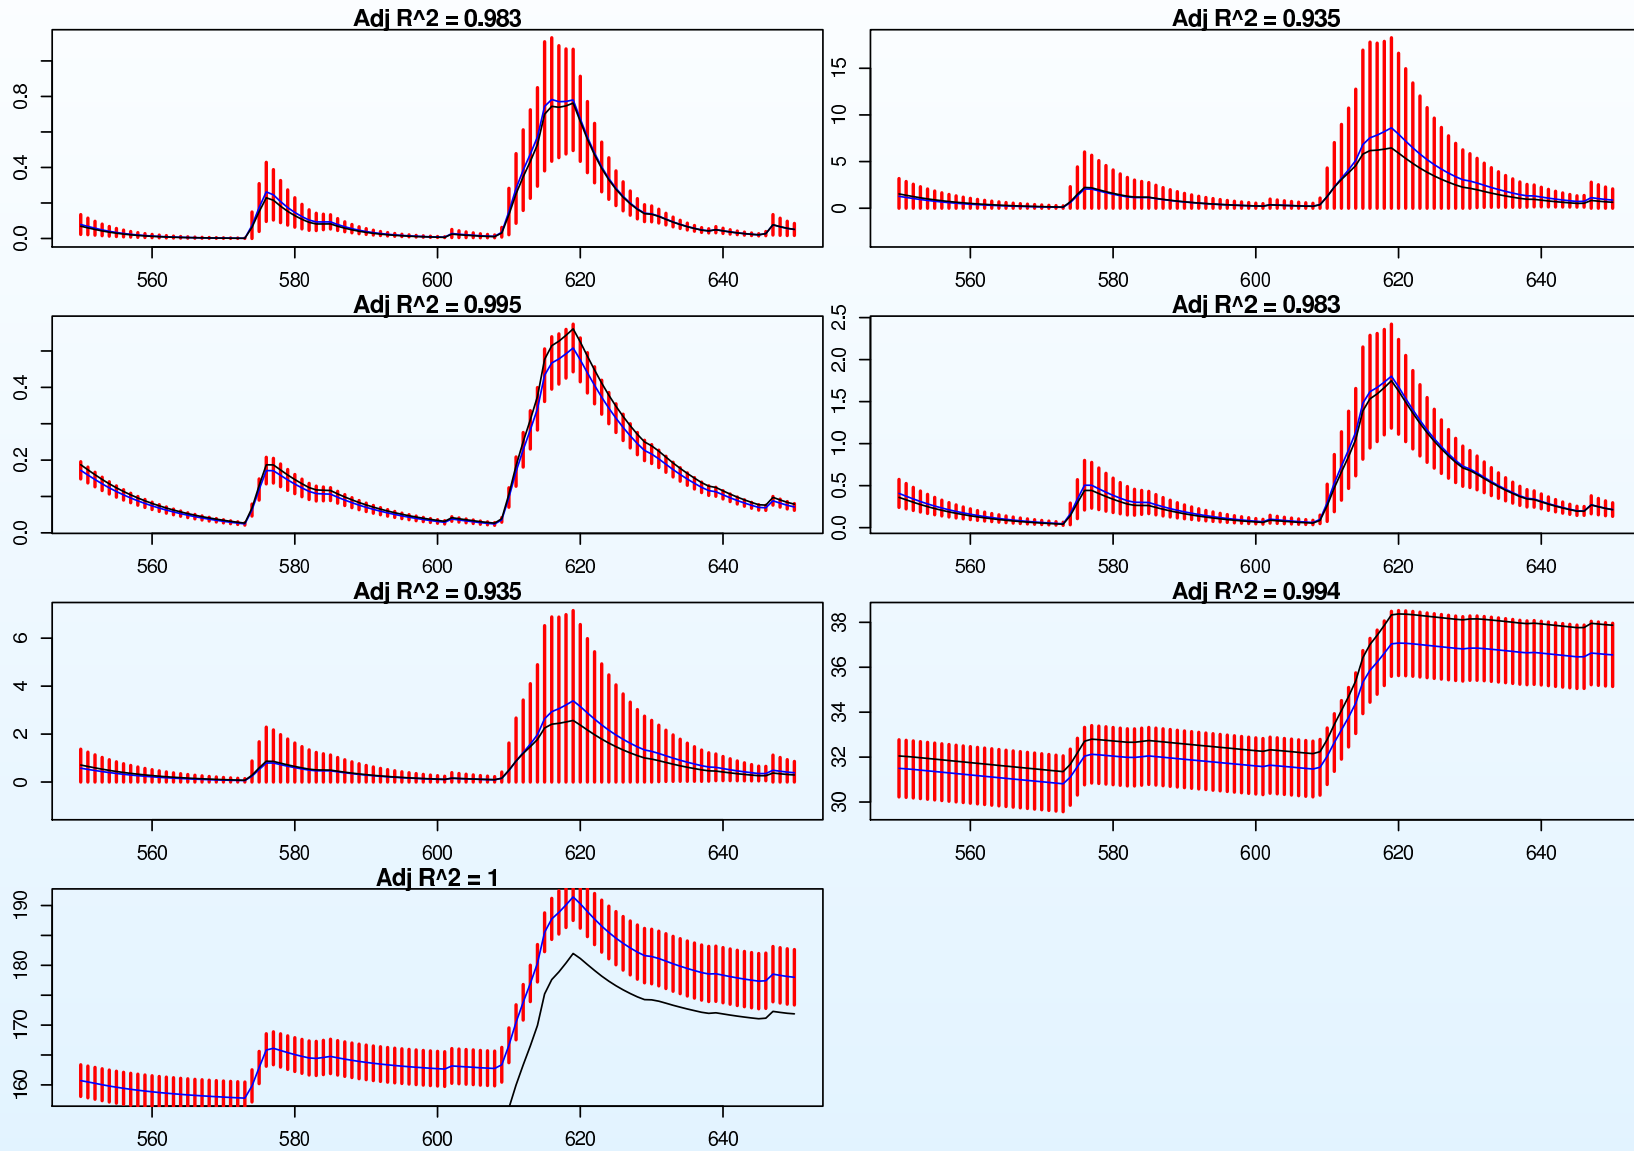 Adj R^2 = 0.983
0.0 0.4 0.8
560 580 600 620 640
Adj R^2 = 0.935
0 5 10 15
560 580 600 620 640
Adj R^2 = 0.995
0.0 0.2 0.4
560 580 600 620 640
Adj R^2 = 0.983
0.0 0.5 1.0 1.5 2.0 2.5
560 580 600 620 640
Adj R^2 = 0.935
0 2 4 6
560 580 600 620 640
Adj R^2 = 0.994
30 32 34 36 38
560 580 600 620 640
Adj R^2 = 1
160 170 180 190
560 580 600 620 640